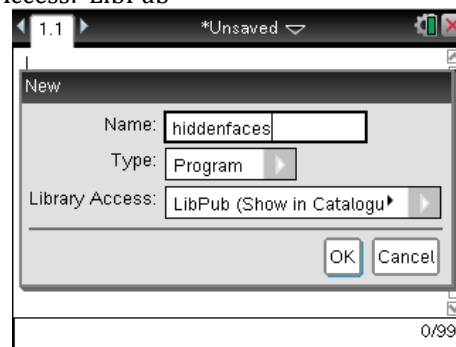 Access: LibPub
1.1 *Unsaved
New
Name: hiddenfaces
Type: Program
Library Access: LibPub (Show in Catalogu
OK Cancel
0/99